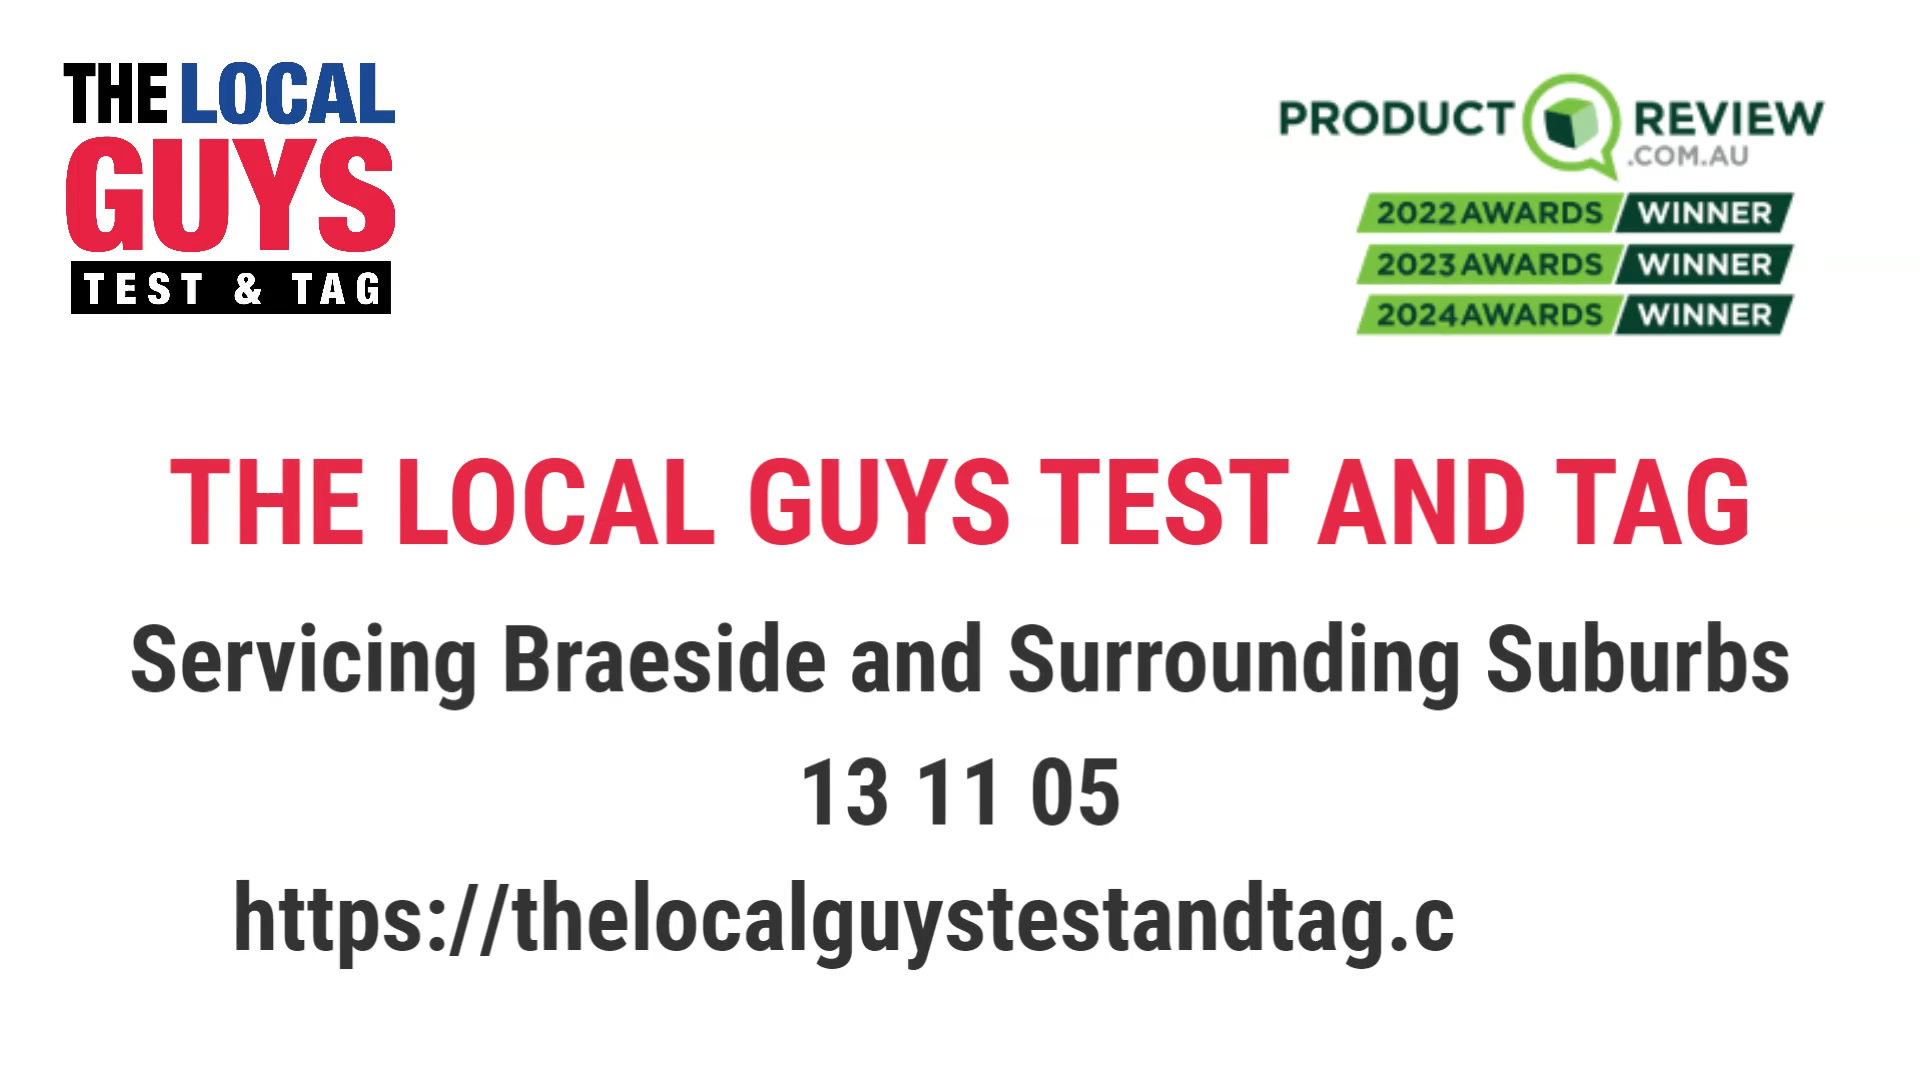 THE LOCAL
GUYS
TEST & TAG
PRODUCT REVIEW
.COM.AU
2022 AWARDS WINNER
2023 AWARDS WINNER
2024 AWARDS WINNER
THE LOCAL GUYS TEST AND TAG
Servicing Braeside and Surrounding Suburbs
13 11 05
https://thelocalguystestandtag.c